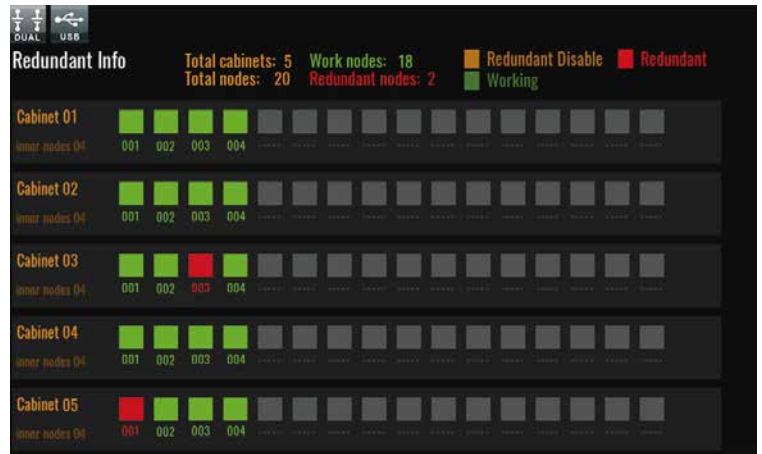 DUAL USB
Redundant Info
Total cabinets: 5 Work nodes: 18 Redundant Disable Redundant
Total nodes: 20 Redundant nodes: 2 Working
Cabinet 01
inner nodes 04 001 002 003 004
Cabinet 02
inner nodes 04 001 002 003 004
Cabinet 03
inner nodes 04 001 002 003 004
Cabinet 04
inner nodes 04 001 002 003 004
Cabinet 05
inner nodes 04 001 002 003 004